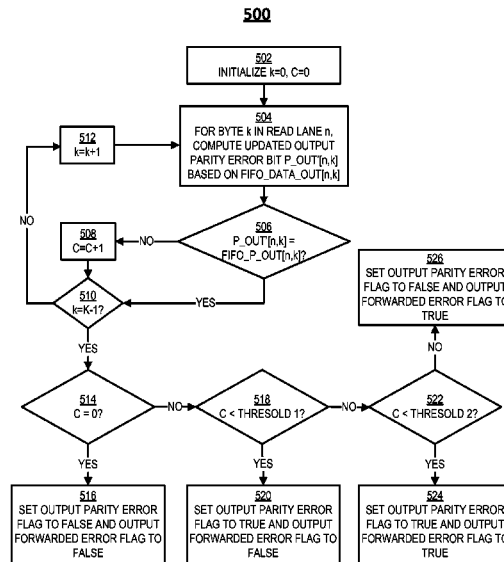 500
502
INITIALIZE k=0, C=0
504
FOR BYTE k IN READ LANE n,
COMPUTE UPDATED OUTPUT
PARITY ERROR BIT P_OUT'[n,k]
BASED ON FIFO_DATA_OUT[n,k]
512
k=k+1
NO
506
P_OUT'[n,k] =
FIFO_P_OUT[n,k]?
NO
508
C=C+1
YES
510
k=K-1?
YES
526
SET OUTPUT PARITY ERROR
FLAG TO FALSE AND OUTPUT
FORWARDED ERROR FLAG TO
TRUE
NO
514
C = 0?
NO
518
C < THRESOLD 1?
NO
522
C < THRESOLD 2?
YES
YES
YES
516
SET OUTPUT PARITY ERROR
FLAG TO FALSE AND OUTPUT
FORWARDED ERROR FLAG TO
FALSE
520
SET OUTPUT PARITY ERROR
FLAG TO TRUE AND OUTPUT
FORWARDED ERROR FLAG TO
FALSE
524
SET OUTPUT PARITY ERROR
FLAG TO TRUE AND OUTPUT
FORWARDED ERROR FLAG TO
TRUE